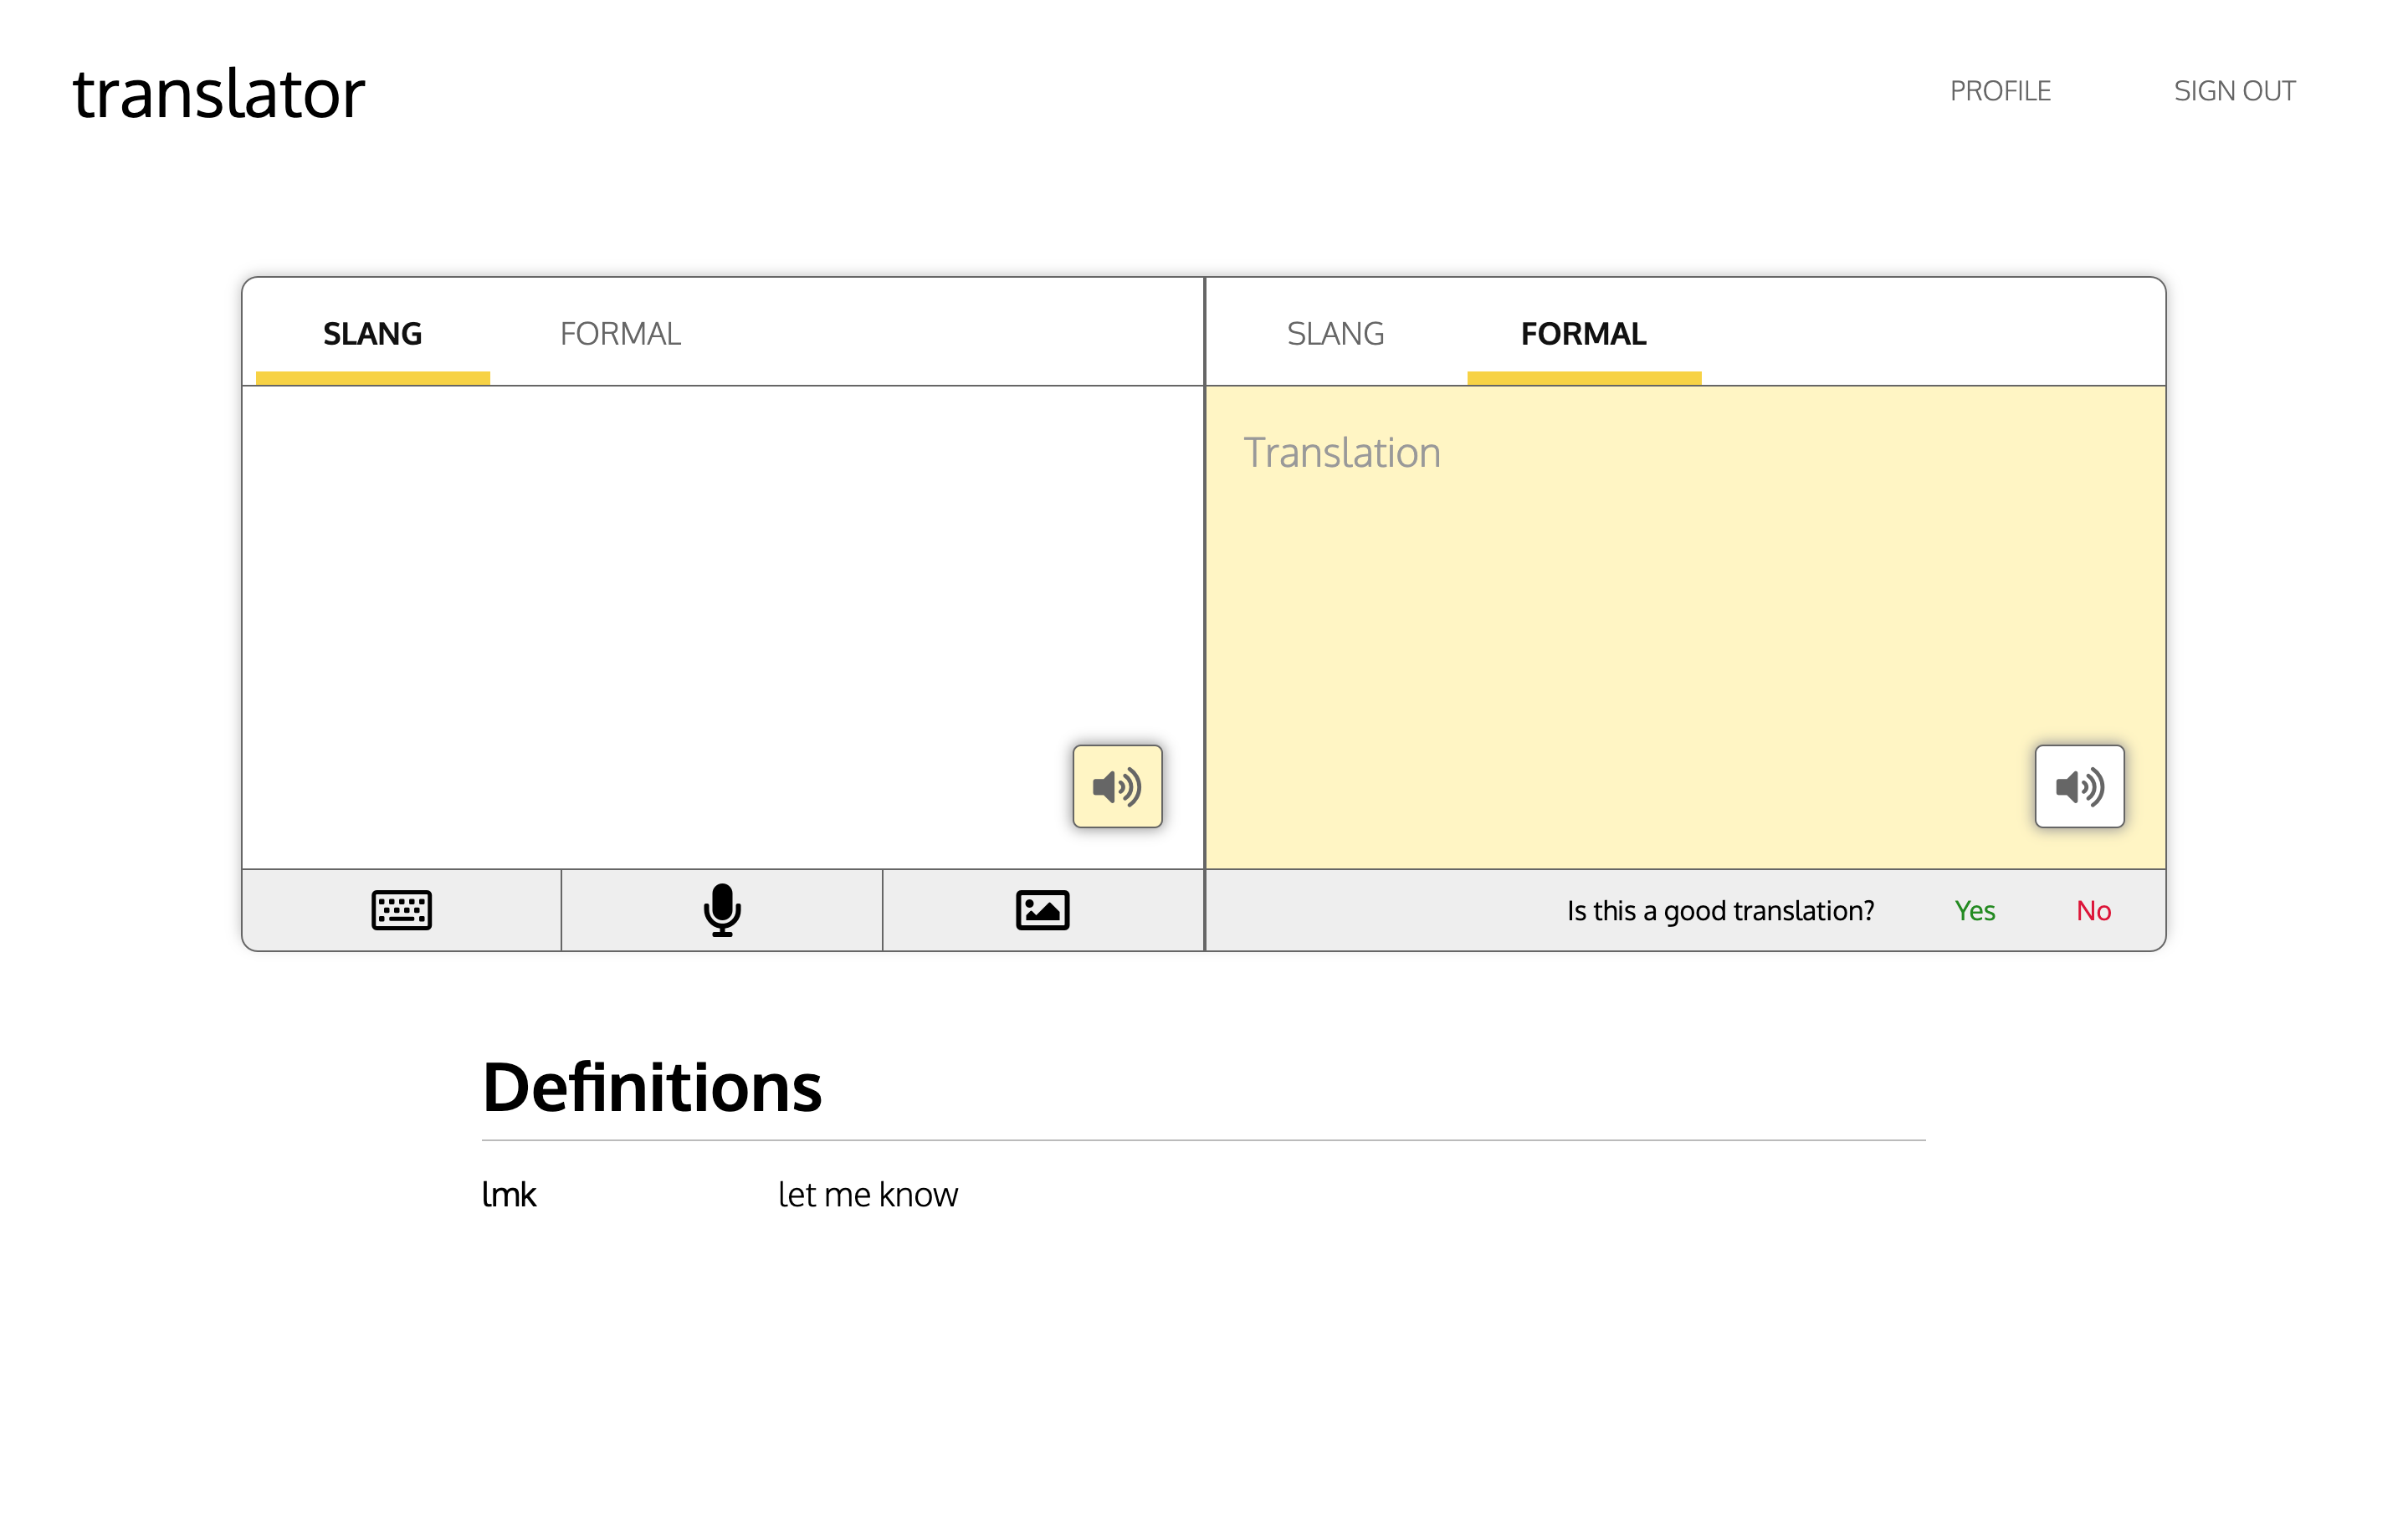 translator PROFILE SIGN OUT
SLANG FORMAL SLANG FORMAL
Translation
Is this a good translation? Yes No
Definitions
lmk let me know